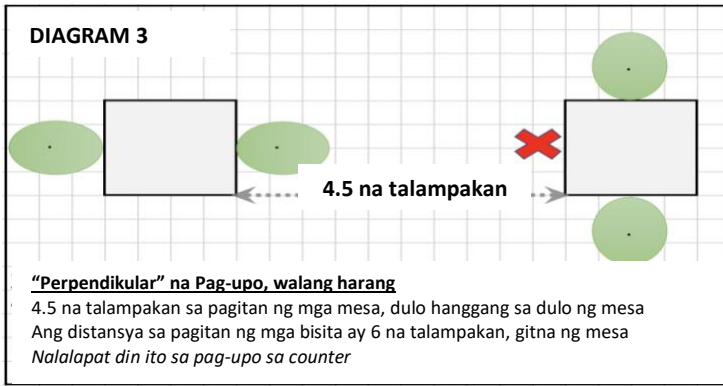 DIAGRAM 3
4.5 na talampakan
“Perpendikular” na Pag-upo, walang harang
4.5 na talampakan sa pagitan ng mga mesa, dulo hanggang sa dulo ng mesa
Ang distansya sa pagitan ng mga bisita ay 6 na talampakan, gitna ng mesa
Nalalapat din ito sa pag-upo sa counter